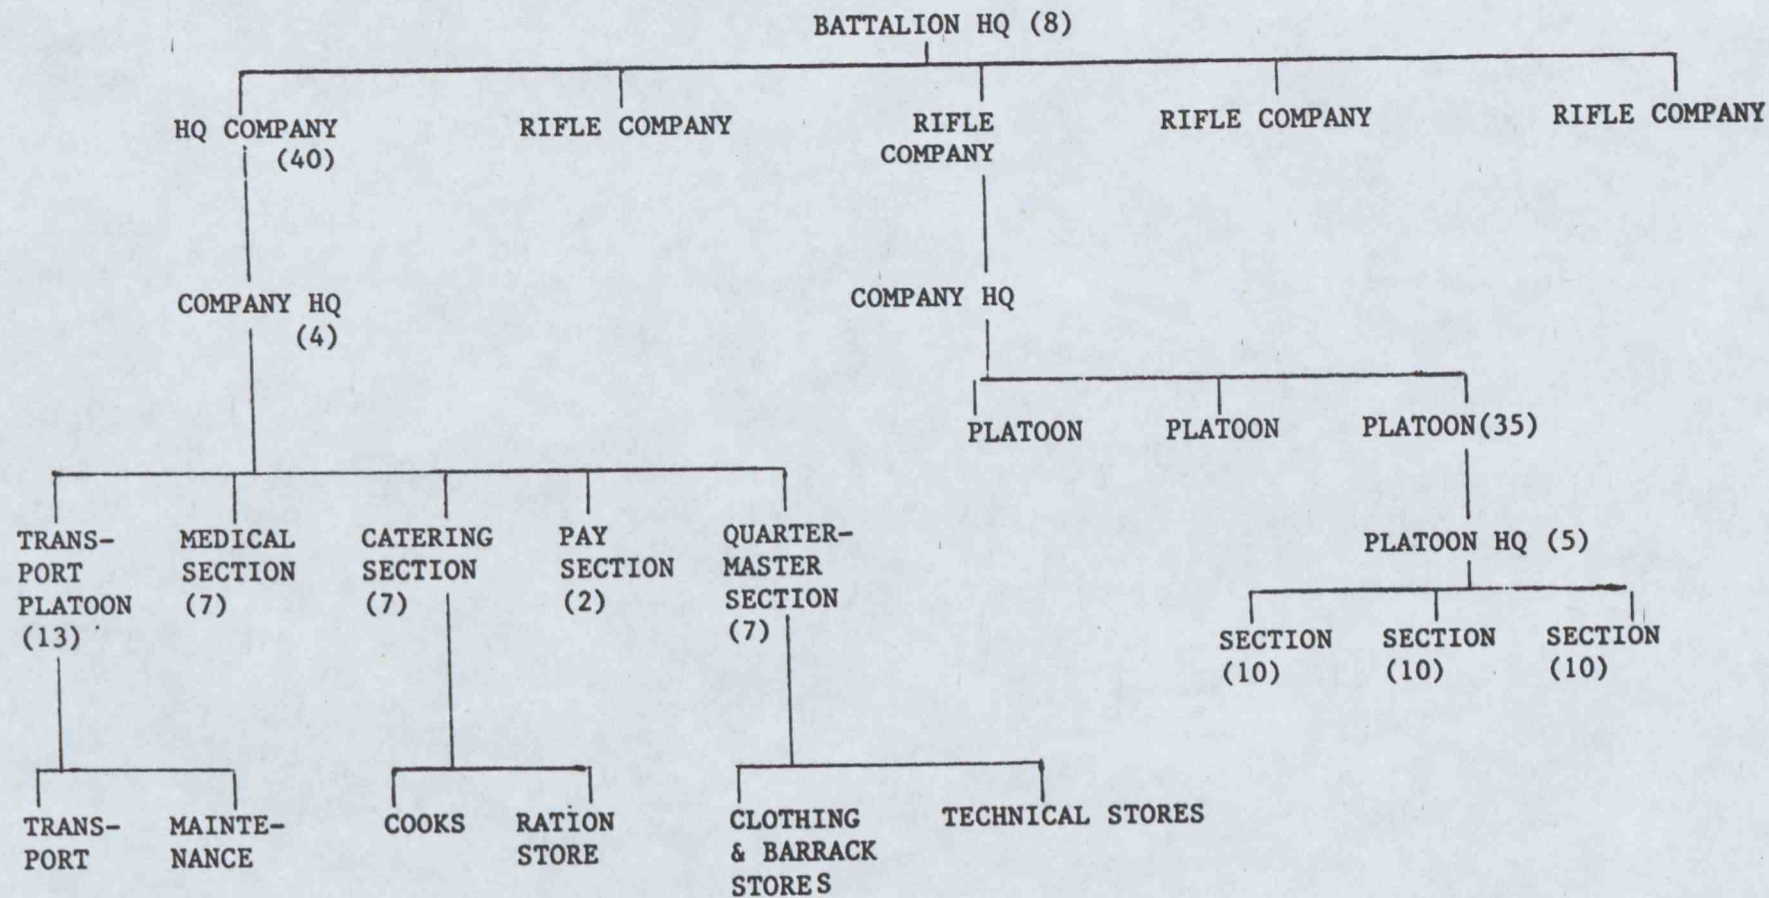 BATTALION HQ (8)
HQ COMPANY
(40)
RIFLE COMPANY
RIFLE
COMPANY
RIFLE COMPANY
RIFLE COMPANY
COMPANY HQ
(4)
COMPANY HQ
PLATOON
PLATOON
PLATOON(35)
PLATOON HQ (5)
SECTION
(10)
SECTION
(10)
SECTION
(10)
TRANS-
PORT
PLATOON
(13)
MEDICAL
SECTION
(7)
CATERING
SECTION
(7)
PAY
SECTION
(2)
QUARTER-
MASTER
SECTION
(7)
TRANS-
PORT
MAINTE-
NANCE
COOKS
RATION
STORE
CLOTHING
& BARRACK
STORES
TECHNICAL STORES